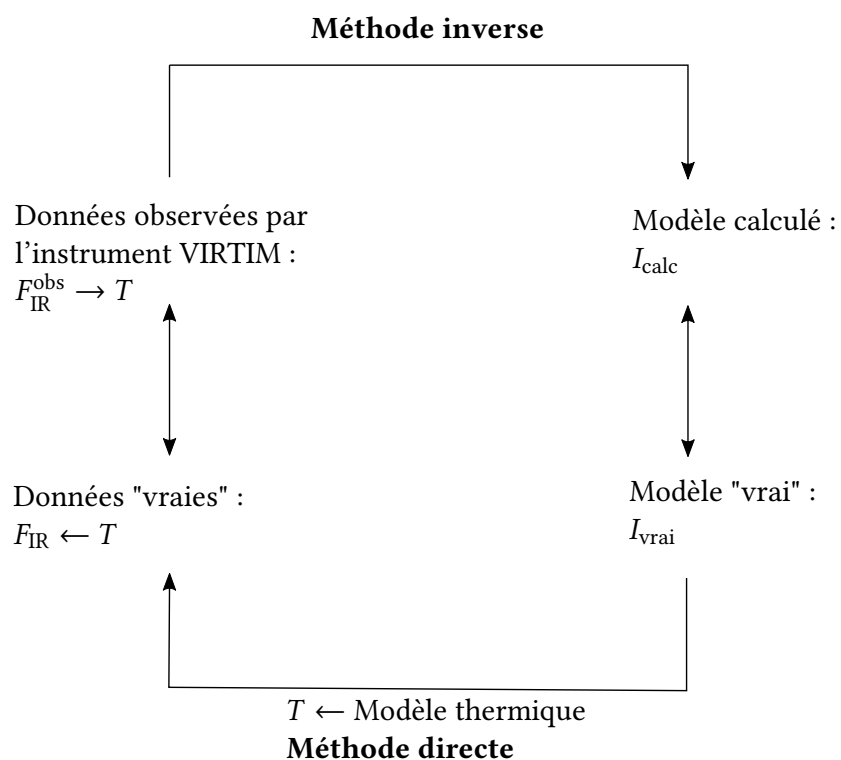 Méthode inverse
Données observées par
l'instrument VIRTIM :
F_IR^obs → T
Modèle calculé :
I_calc
Données "vraies" :
F_IR ← T
Modèle "vrai" :
I_vrai
T ← Modèle thermique
Méthode directe